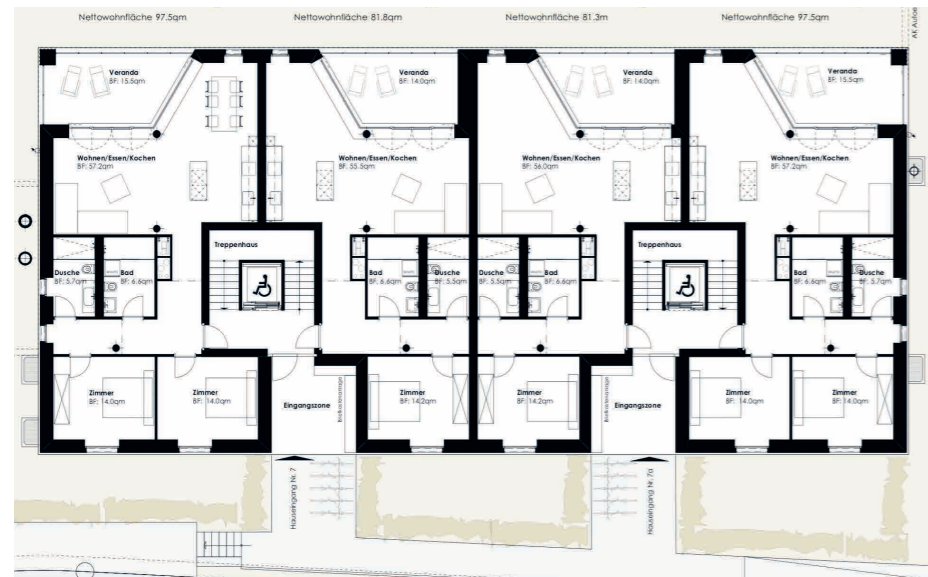 Nettowohnfläche 97.5qm
Nettowohnfläche 81.8qm
Nettowohnfläche 81.3m
Nettowohnfläche 97.5qm
Veranda
BF: 15.5qm
Veranda
BF: 14.0qm
Veranda
BF: 14.0qm
Veranda
BF: 15.5qm
Wohnen/Essen/Kochen
BF: 57.2qm
Wohnen/Essen/Kochen
BF: 55.5qm
Wohnen/Essen/Kochen
BF: 56.0qm
Wohnen/Essen/Kochen
BF: 57.2qm
Treppenhaus
Treppenhaus
Dusche
BF: 5.7qm
Bad
BF: 6.6qm
Bad
BF: 6.6qm
Dusche
BF: 5.5qm
Dusche
BF: 5.5qm
Bad
BF: 6.6qm
Bad
BF: 6.6qm
Dusche
BF: 5.7qm
Zimmer
BF: 14.0qm
Zimmer
BF: 14.0qm
Eingangszone
Briefkastenanlage
Zimmer
BF: 14.2qm
Zimmer
BF: 14.2qm
Briefkastenanlage
Eingangszone
Zimmer
BF: 14.0qm
Zimmer
BF: 14.0qm
Hauseingang Nr. 7
Hauseingang Nr. 7a